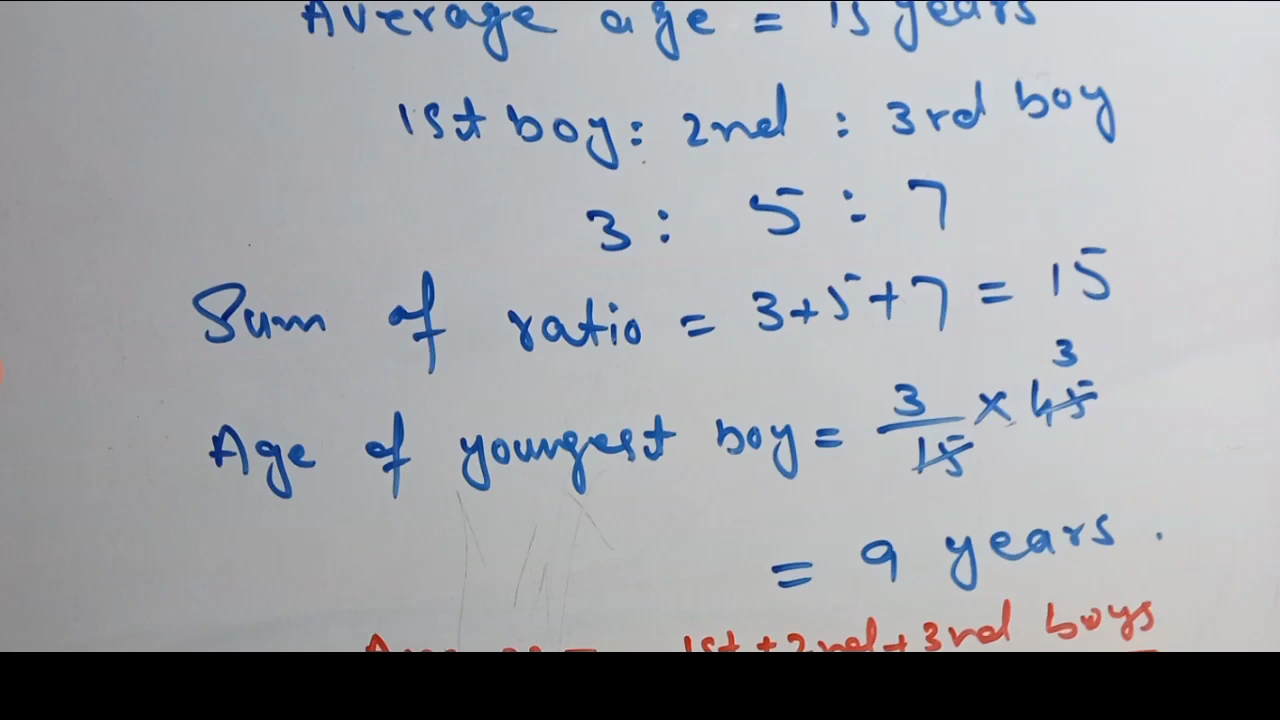 Average age = 15 years
1st boy : 2nd : 3rd boy
3 : 5 : 7
Sum of ratio = 3+5+7 = 15
3
Age of youngest boy = 3/15 × 45
= 9 years.
1st+2nd+3rd boys